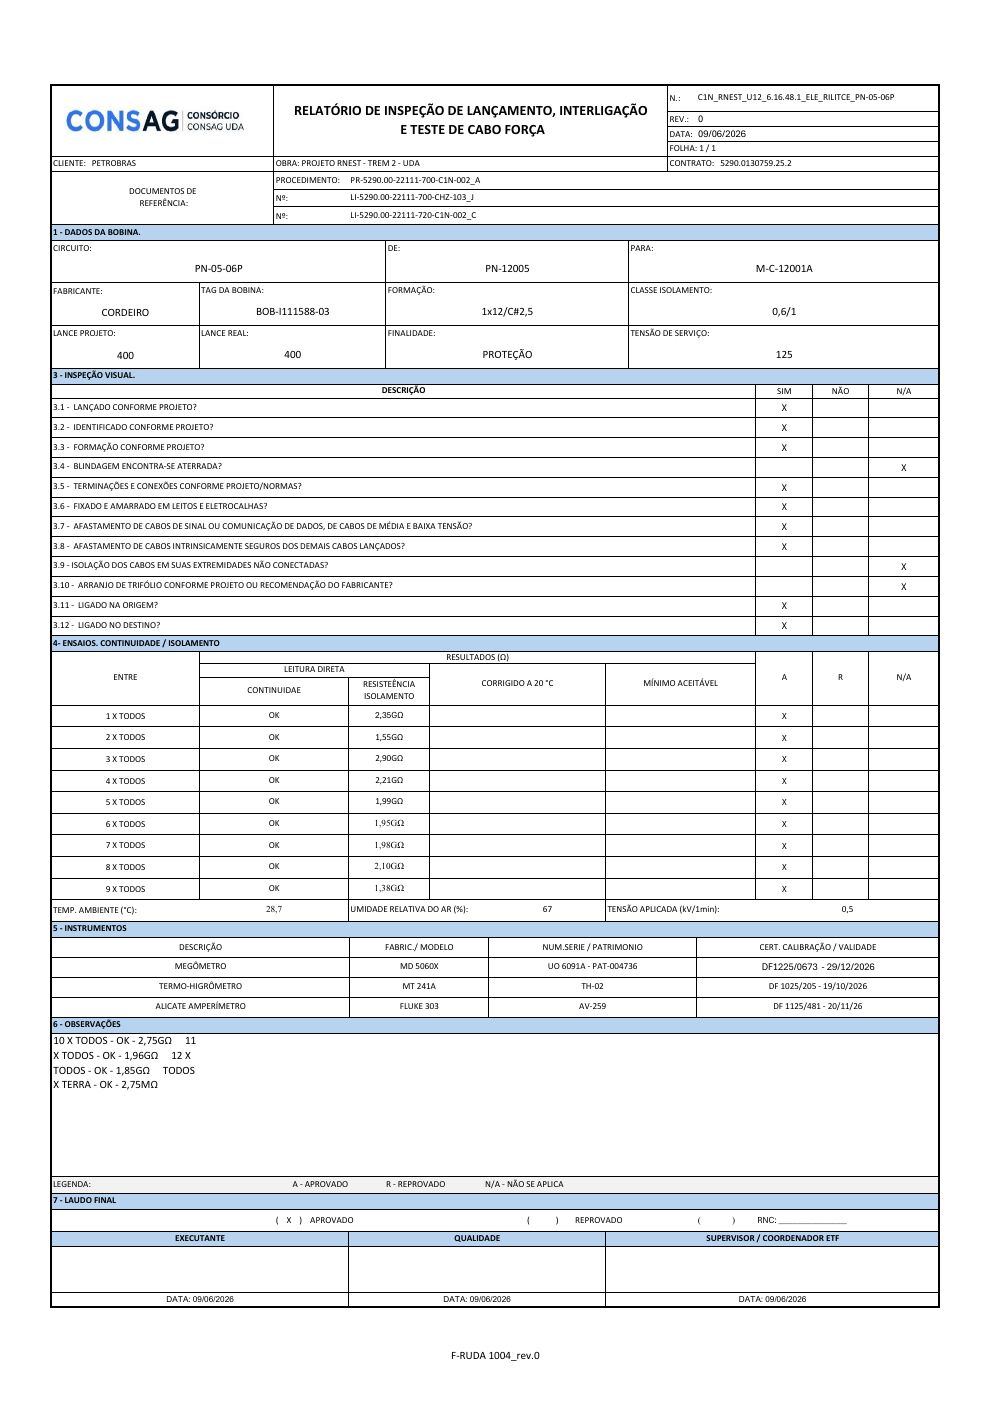 CONSAG CONSÓRCIO CONSAG UDA
RELATÓRIO DE INSPEÇÃO DE LANÇAMENTO, INTERLIGAÇÃO
E TESTE DE CABO FORÇA
N.: C1N_RNEST_U12_6.16.48.1_ELE_RILITCE_PN-05-06P
REV.: 0
DATA: 09/06/2026
FOLHA: 1 / 1
CLIENTE: PETROBRAS OBRA: PROJETO RNEST - TREM 2 - UDA CONTRATO: 5290.0130759.25.2
DOCUMENTOS DE
REFERÊNCIA:
PROCEDIMENTO: PR-5290.00-22111-700-C1N-002_A
Nº: LI-5290.00-22111-700-CHZ-103_J
Nº: LI-5290.00-22111-720-C1N-002_C
1 - DADOS DA BOBINA.
CIRCUITO: DE: PARA:
PN-05-06P PN-12005 M-C-12001A
FABRICANTE: TAG DA BOBINA: FORMAÇÃO: CLASSE ISOLAMENTO:
CORDEIRO BOB-I111588-03 1x12/C#2,5 0,6/1
LANCE PROJETO: LANCE REAL: FINALIDADE: TENSÃO DE SERVIÇO:
400 400 PROTEÇÃO 125
3 - INSPEÇÃO VISUAL.
DESCRIÇÃO SIM NÃO N/A
3.1 - LANÇADO CONFORME PROJETO? X
3.2 - IDENTIFICADO CONFORME PROJETO? X
3.3 - FORMAÇÃO CONFORME PROJETO? X
3.4 - BLINDAGEM ENCONTRA-SE ATERRADA? X
3.5 - TERMINAÇÕES E CONEXÕES CONFORME PROJETO/NORMAS? X
3.6 - FIXADO E AMARRADO EM LEITOS E ELETROCALHAS? X
3.7 - AFASTAMENTO DE CABOS DE SINAL OU COMUNICAÇÃO DE DADOS, DE CABOS DE MÉDIA E BAIXA TENSÃO? X
3.8 - AFASTAMENTO DE CABOS INTRINSICAMENTE SEGUROS DOS DEMAIS CABOS LANÇADOS? X
3.9 - ISOLAÇÃO DOS CABOS EM SUAS EXTREMIDADES NÃO CONECTADAS? X
3.10 - ARRANJO DE TRIFÓLIO CONFORME PROJETO OU RECOMENDAÇÃO DO FABRICANTE? X
3.11 - LIGADO NA ORIGEM? X
3.12 - LIGADO NO DESTINO? X
4- ENSAIOS. CONTINUIDADE / ISOLAMENTO
RESULTADOS (Ω)
LEITURA DIRETA
ENTRE CONTINUIDAE RESISTEÊNCIA ISOLAMENTO CORRIGIDO A 20 °C MÍNIMO ACEITÁVEL A R N/A
1 X TODOS OK 2,35GΩ X
2 X TODOS OK 1,55GΩ X
3 X TODOS OK 2,90GΩ X
4 X TODOS OK 2,21GΩ X
5 X TODOS OK 1,99GΩ X
6 X TODOS OK 1,95GΩ X
7 X TODOS OK 1,98GΩ X
8 X TODOS OK 2,10GΩ X
9 X TODOS OK 1,38GΩ X
TEMP. AMBIENTE (°C): 28,7 UMIDADE RELATIVA DO AR (%): 67 TENSÃO APLICADA (kV/1min): 0,5
5 - INSTRUMENTOS
DESCRIÇÃO FABRIC./ MODELO NUM.SERIE / PATRIMONIO CERT. CALIBRAÇÃO / VALIDADE
MEGÔMETRO MD 5060X UO 6091A - PAT-004736 DF1225/0673 - 29/12/2026
TERMO-HIGRÔMETRO MT 241A TH-02 DF 1025/205 - 19/10/2026
ALICATE AMPERÍMETRO FLUKE 303 AV-259 DF 1125/481 - 20/11/26
6 - OBSERVAÇÕES
10 X TODOS - OK - 2,75GΩ 11
X TODOS - OK - 1,96GΩ 12 X
TODOS - OK - 1,85GΩ TODOS
X TERRA - OK - 2,75MΩ
LEGENDA: A - APROVADO R - REPROVADO N/A - NÃO SE APLICA
7 - LAUDO FINAL
( X ) APROVADO ( ) REPROVADO ( ) RNC: _______________
EXECUTANTE QUALIDADE SUPERVISOR / COORDENADOR ETF
DATA: 09/06/2026 DATA: 09/06/2026 DATA: 09/06/2026
F-RUDA 1004_rev.0